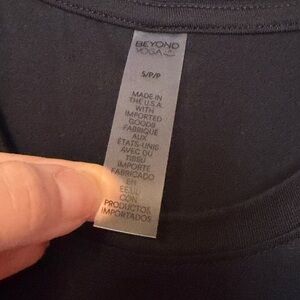 BEYOND
YOGA
S/P/P
MADE IN
THE U.S.A.
WITH
IMPORTED
GOODS
FABRIQUÉ
AUX
ÉTATS-UNIS
AVEC DU
TISSU
IMPORTÉ
FABRICADO
EN
EE.UU.
CON
PRODUCTOS
IMPORTADOS